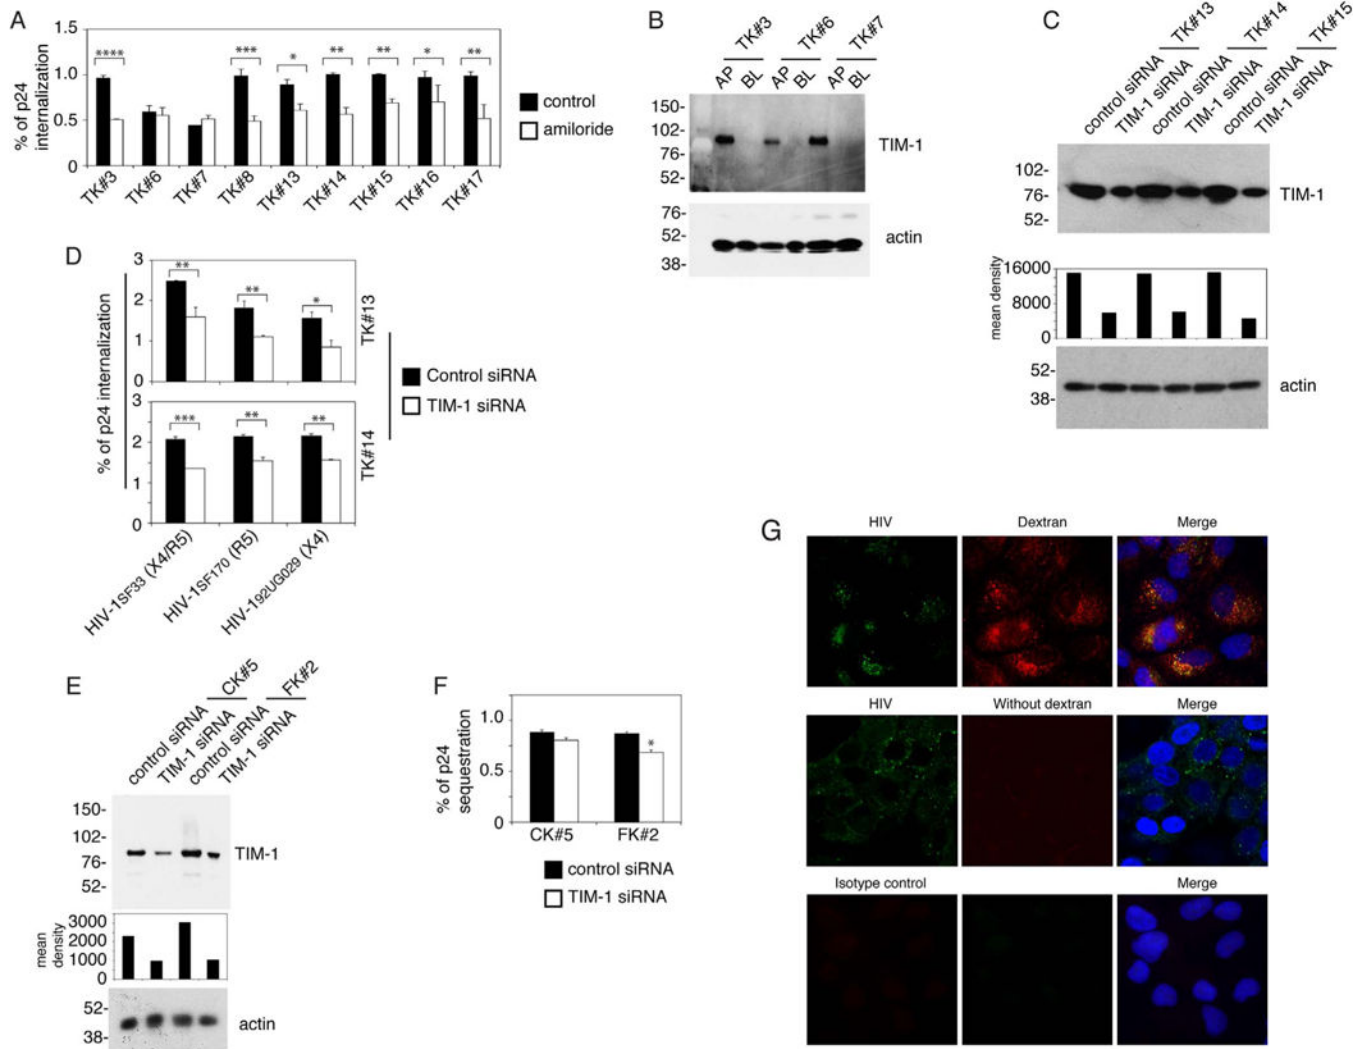 A
1.5
1.0
0.5
0
% of p24
internalization
**** *** * ** ** * **
TK#3 TK#6 TK#7 TK#8 TK#13 TK#14 TK#15 TK#16 TK#17
control
amiloride
B
TK#3 TK#6 TK#7
AP BL AP BL AP BL
150-
102-
76-
52-
TIM-1
76-
52-
38-
actin
C
TK#13 TK#14 TK#15
control siRNA TIM-1 siRNA control siRNA TIM-1 siRNA control siRNA TIM-1 siRNA
102-
76-
52-
TIM-1
mean density
16000
8000
0
52-
38-
actin
D
% of p24 internalization
3
2
1
0
** ** *
TK#13
3
2
1
0
*** ** **
TK#14
HIV-1SF33 (X4/R5) HIV-1SF170 (R5) HIV-192UG029 (X4)
Control siRNA
TIM-1 siRNA
E
CK#5 FK#2
control siRNA TIM-1 siRNA control siRNA TIM-1 siRNA
150-
102-
76-
52-
TIM-1
mean
density
3000
2000
1000
0
52-
38-
actin
F
% of p24
sequestration
1.0
0.5
0
*
CK#5 FK#2
control siRNA
TIM-1 siRNA
G
HIV Dextran Merge
HIV Without dextran Merge
Isotype control Merge